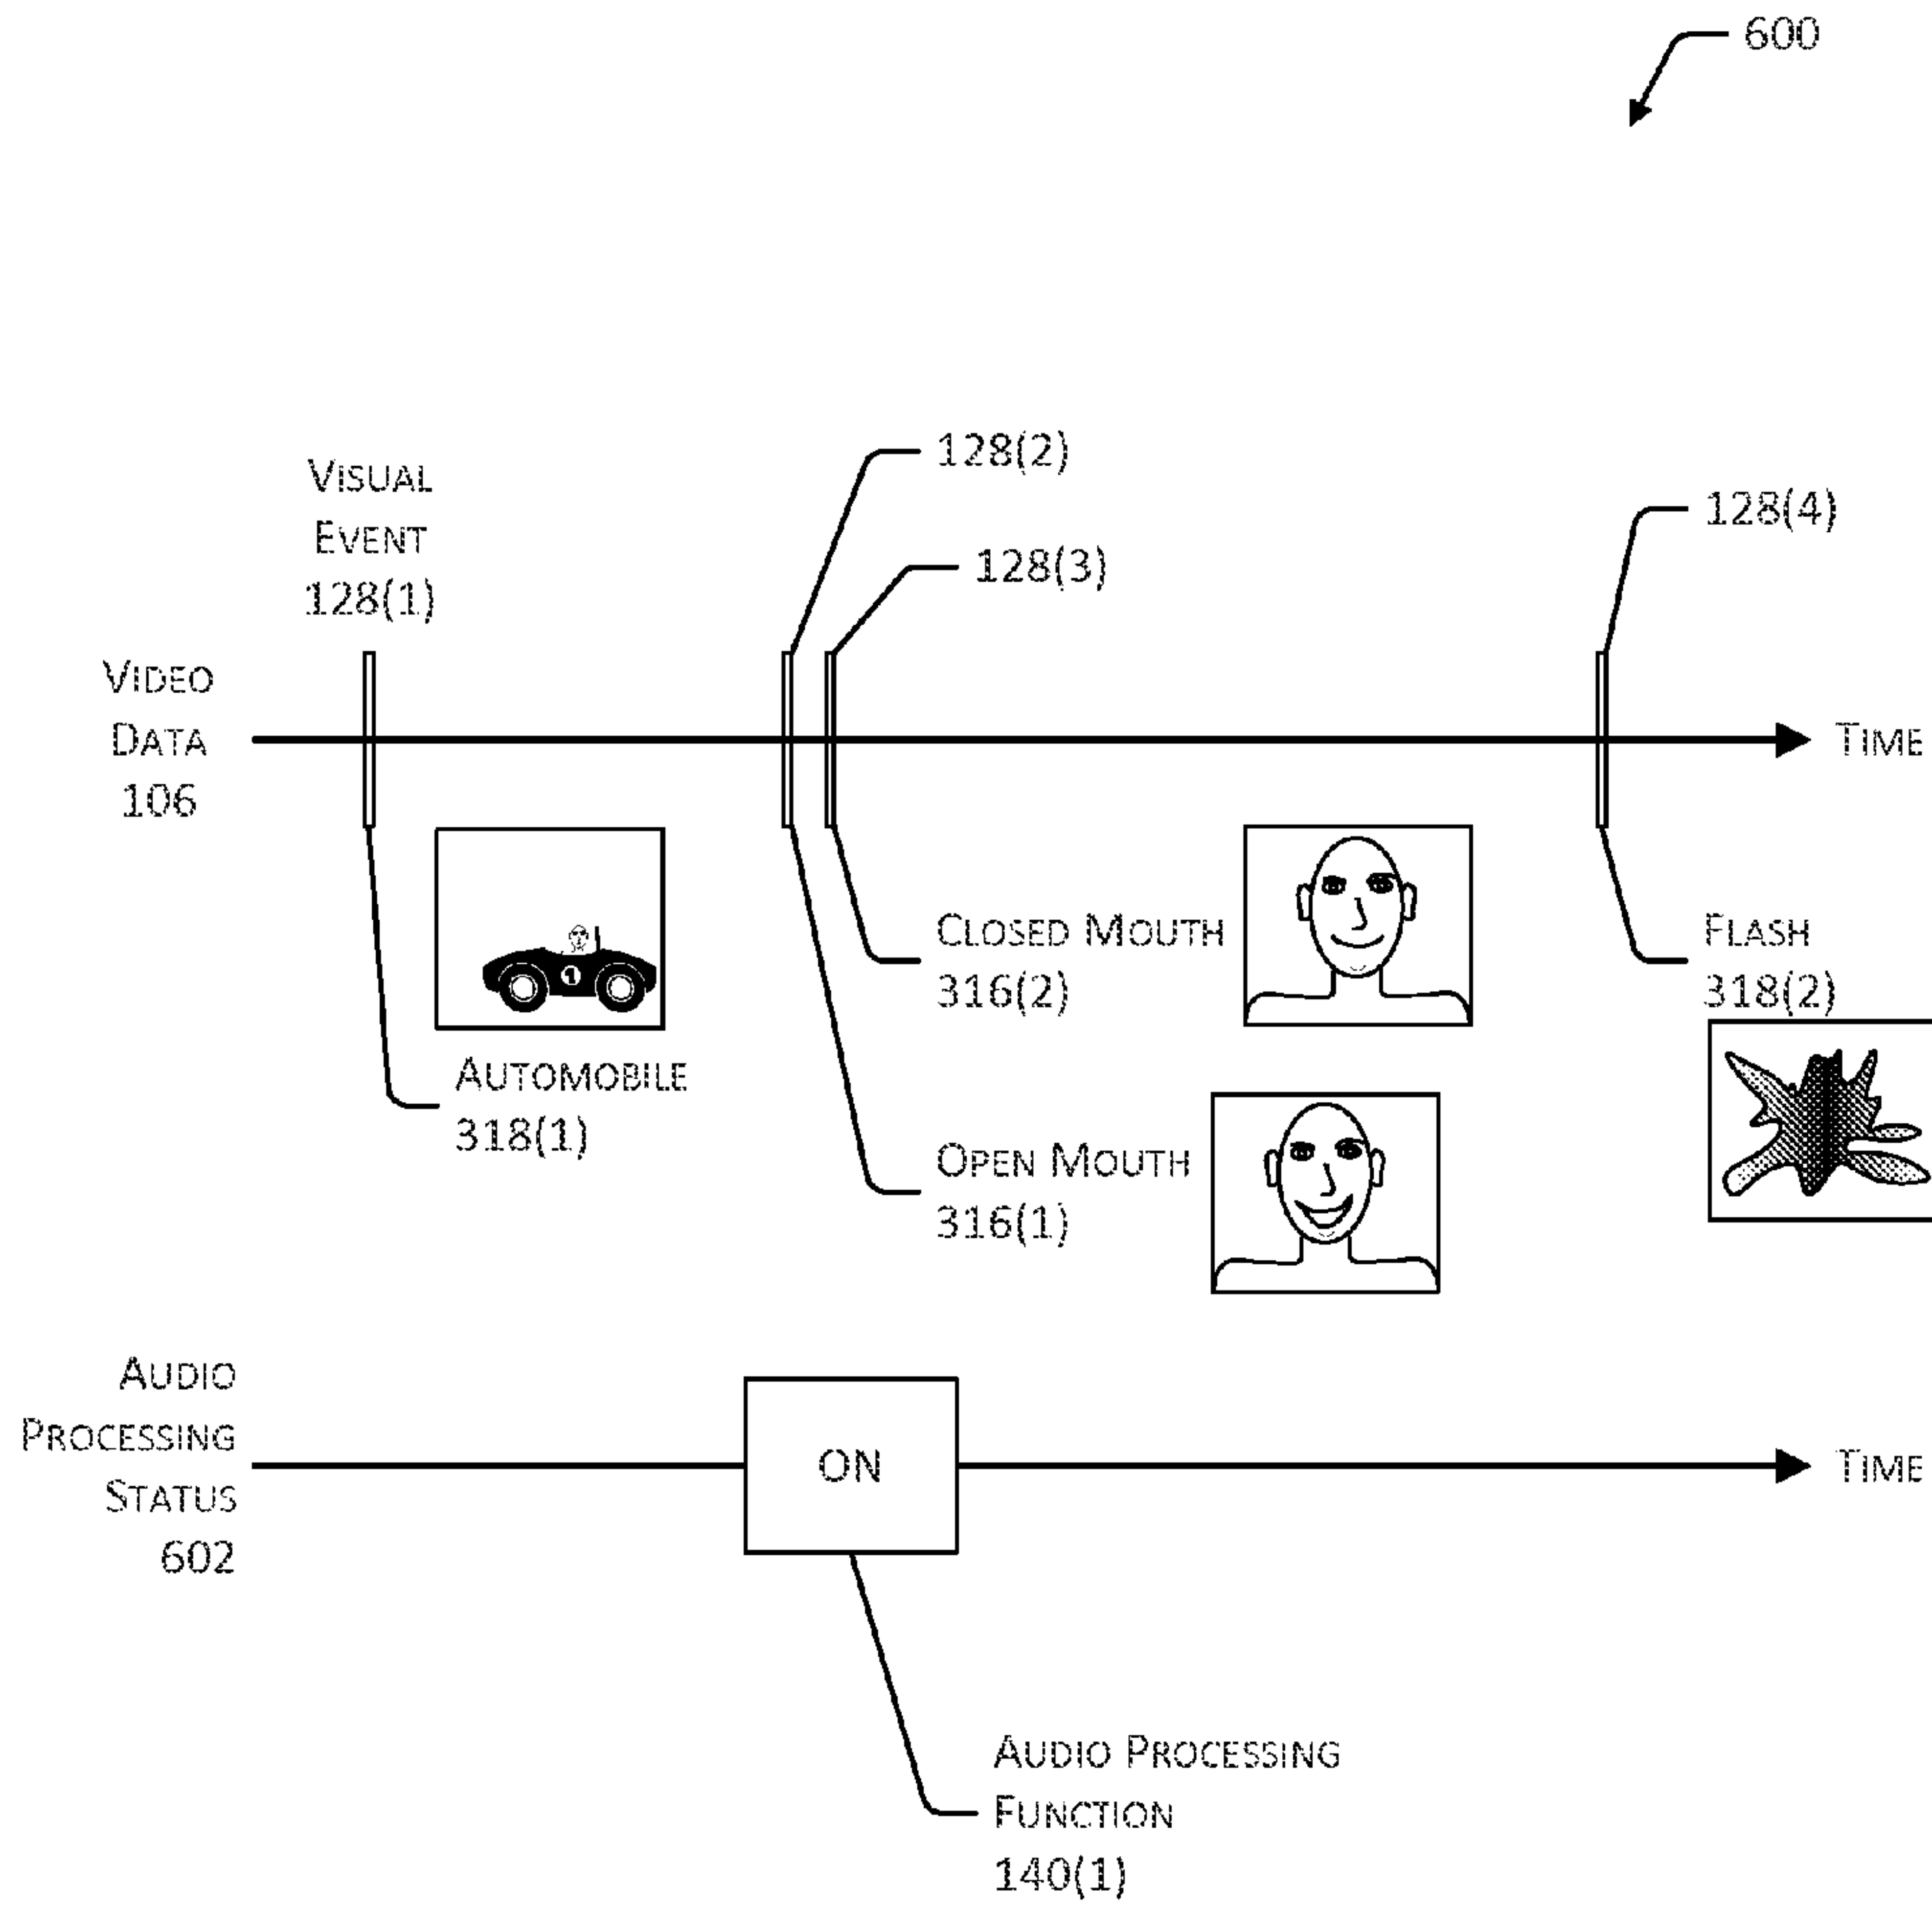 600
128(2)
VISUAL
EVENT
128(1)
128(4)
128(3)
VIDEO
DATA
106
TIME
1
CLOSED MOUTH
316(2)
FLASH
318(2)
AUTOMOBILE
318(1)
OPEN MOUTH
316(1)
AUDIO
PROCESSING
STATUS
602
ON
TIME
AUDIO PROCESSING
FUNCTION
140(1)